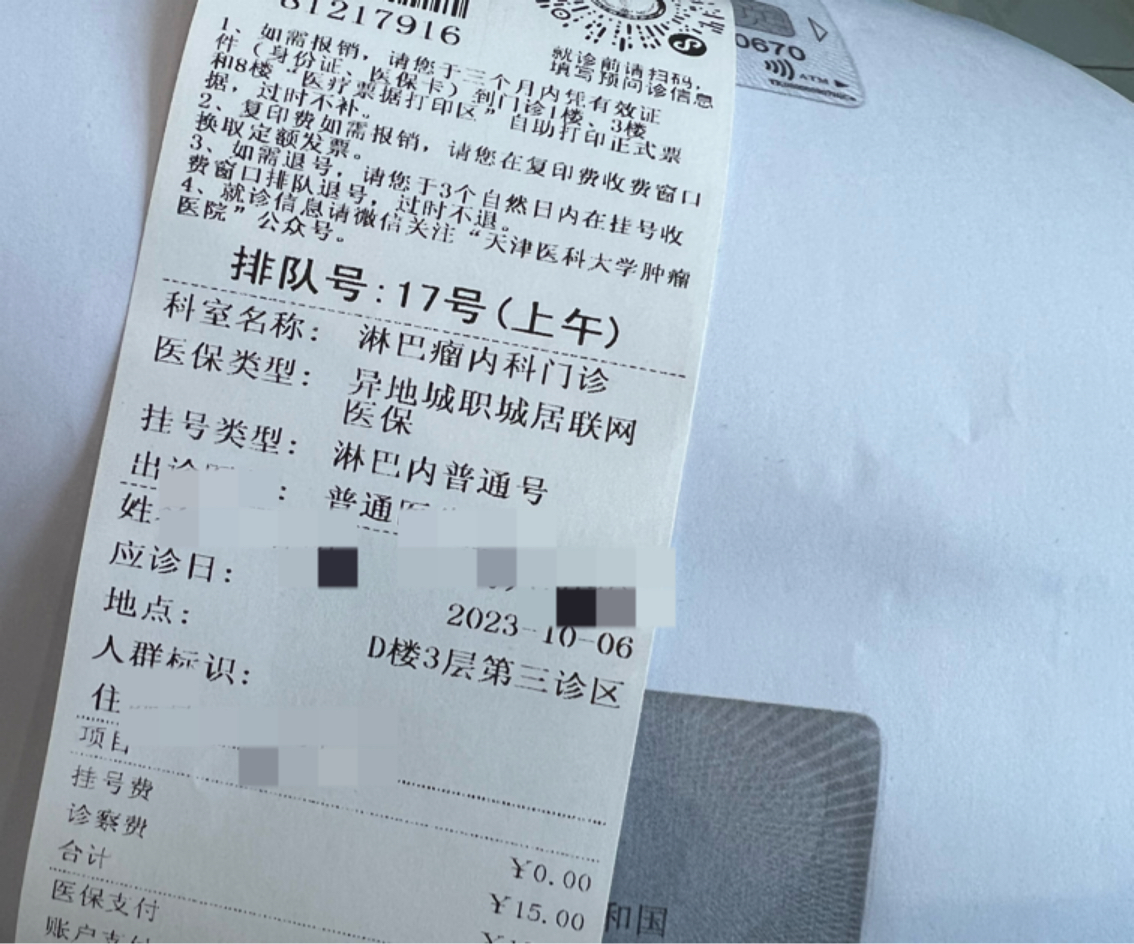 81217916
就诊前请扫码，
填写预问诊信息
1、如需报销，请您于三个月内凭有效证
件（身份证、医保卡）到门诊1楼、3楼
和8楼“医疗票据打印区”自助打印正式票
据，过时不补。
2、复印费如需报销，请您在复印费收费窗口
换取定额发票。
3、如需退号，请您于3个自然日内在挂号收
费窗口排队退号，过时不退。
4、就诊信息请微信关注“天津医科大学肿瘤
医院”公众号。
排队号:17号(上午)
科室名称: 淋巴瘤内科门诊
医保类型: 异地城职城居联网
医保
挂号类型: 淋巴内普通号
出诊 : 普通
姓
应诊日: 2023-10-06
地点: D楼3层第三诊区
人群标识:
住
项目
挂号费 ¥0.00
诊察费 ¥15.00
合计
医保支付
账户支付
0670
ATM
和国